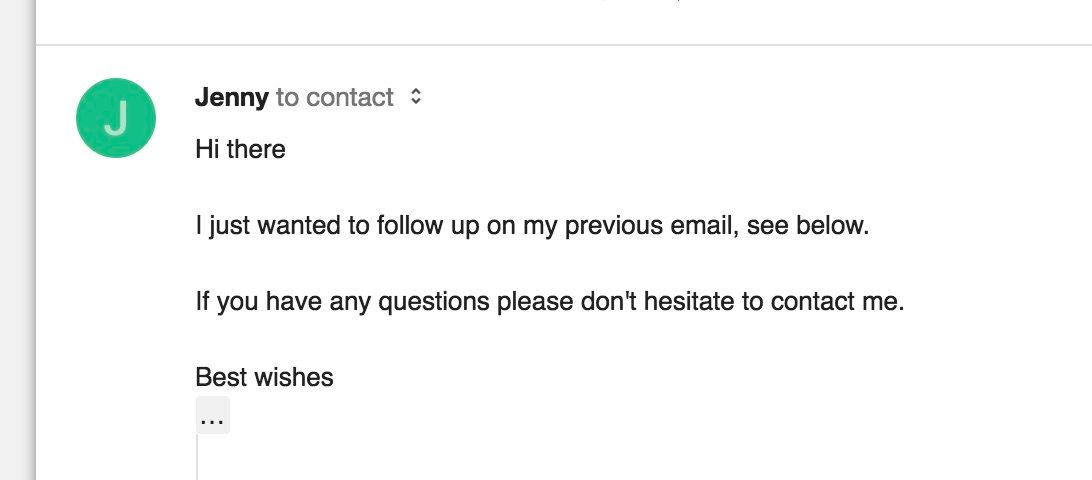 J
Jenny to contact
Hi there
I just wanted to follow up on my previous email, see below.
If you have any questions please don't hesitate to contact me.
Best wishes
...